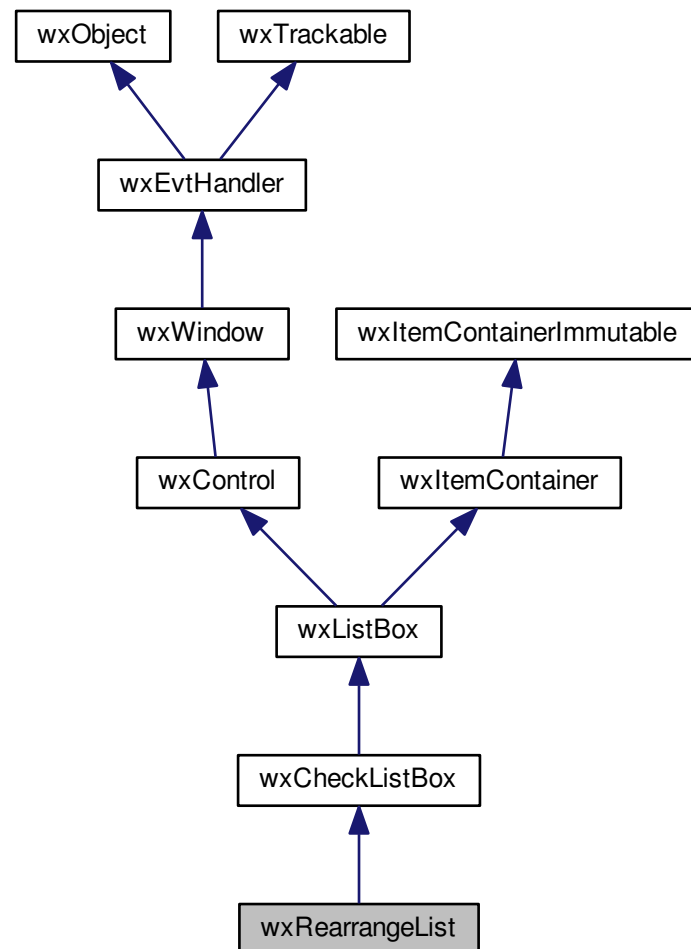 wxObject
wxTrackable
wxEvtHandler
wxWindow
wxItemContainerImmutable
wxControl
wxItemContainer
wxListBox
wxCheckListBox
wxRearrangeList